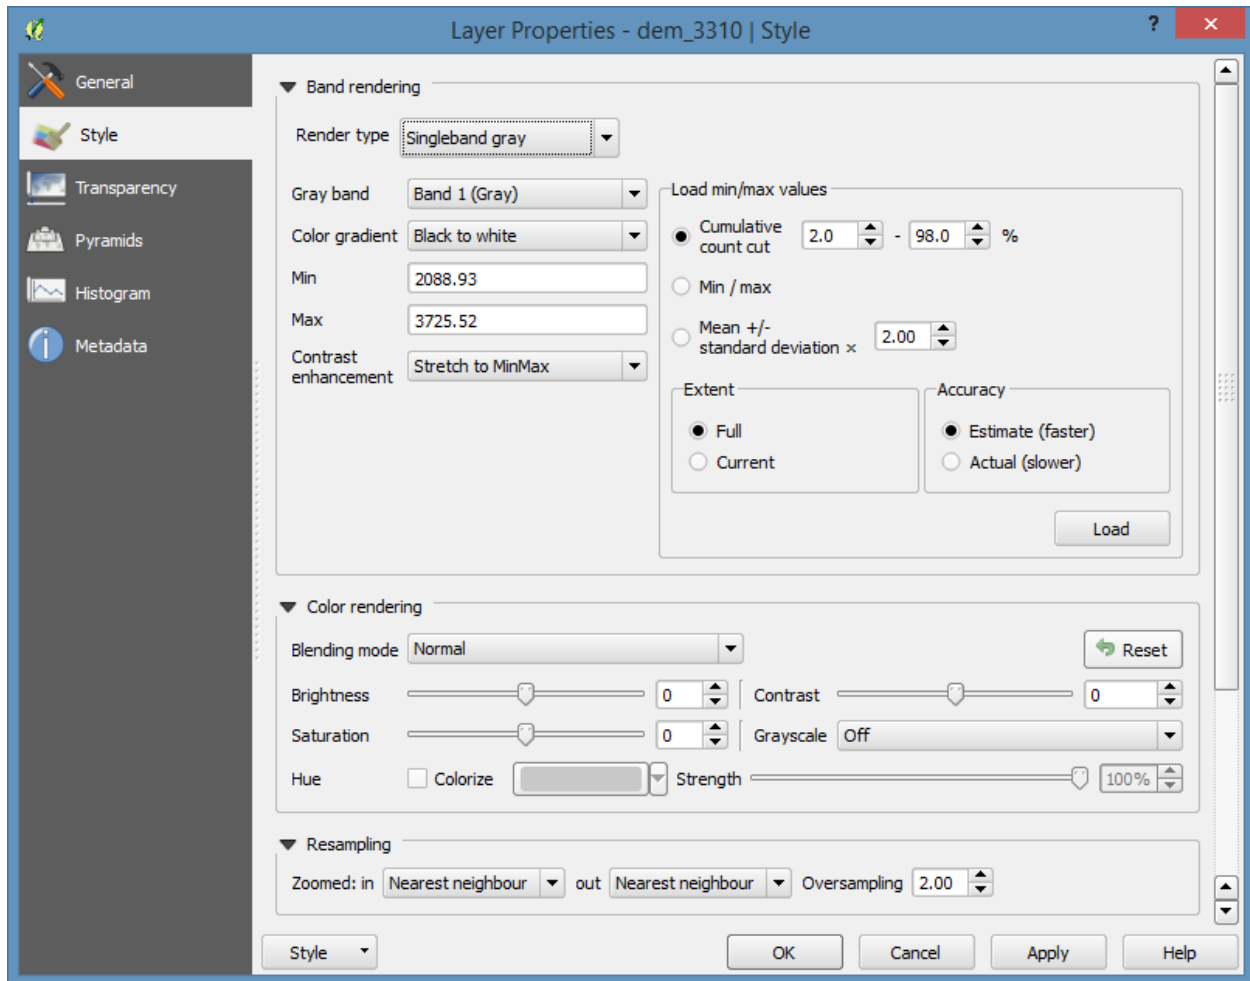 Layer Properties - dem_3310 | Style
?
×
General
Style
Transparency
Pyramids
Histogram
Metadata
Band rendering
Render type Singleband gray
Gray band Band 1 (Gray)
Color gradient Black to white
Min 2088.93
Max 3725.52
Contrast
enhancement Stretch to MinMax
Load min/max values
Cumulative
count cut 2.0 - 98.0 %
Min / max
Mean +/-
standard deviation × 2.00
Extent
Full
Current
Accuracy
Estimate (faster)
Actual (slower)
Load
Color rendering
Blending mode Normal Reset
Brightness 0 Contrast 0
Saturation 0 Grayscale Off
Hue Colorize Strength 100%
Resampling
Zoomed: in Nearest neighbour out Nearest neighbour Oversampling 2.00
Style OK Cancel Apply Help